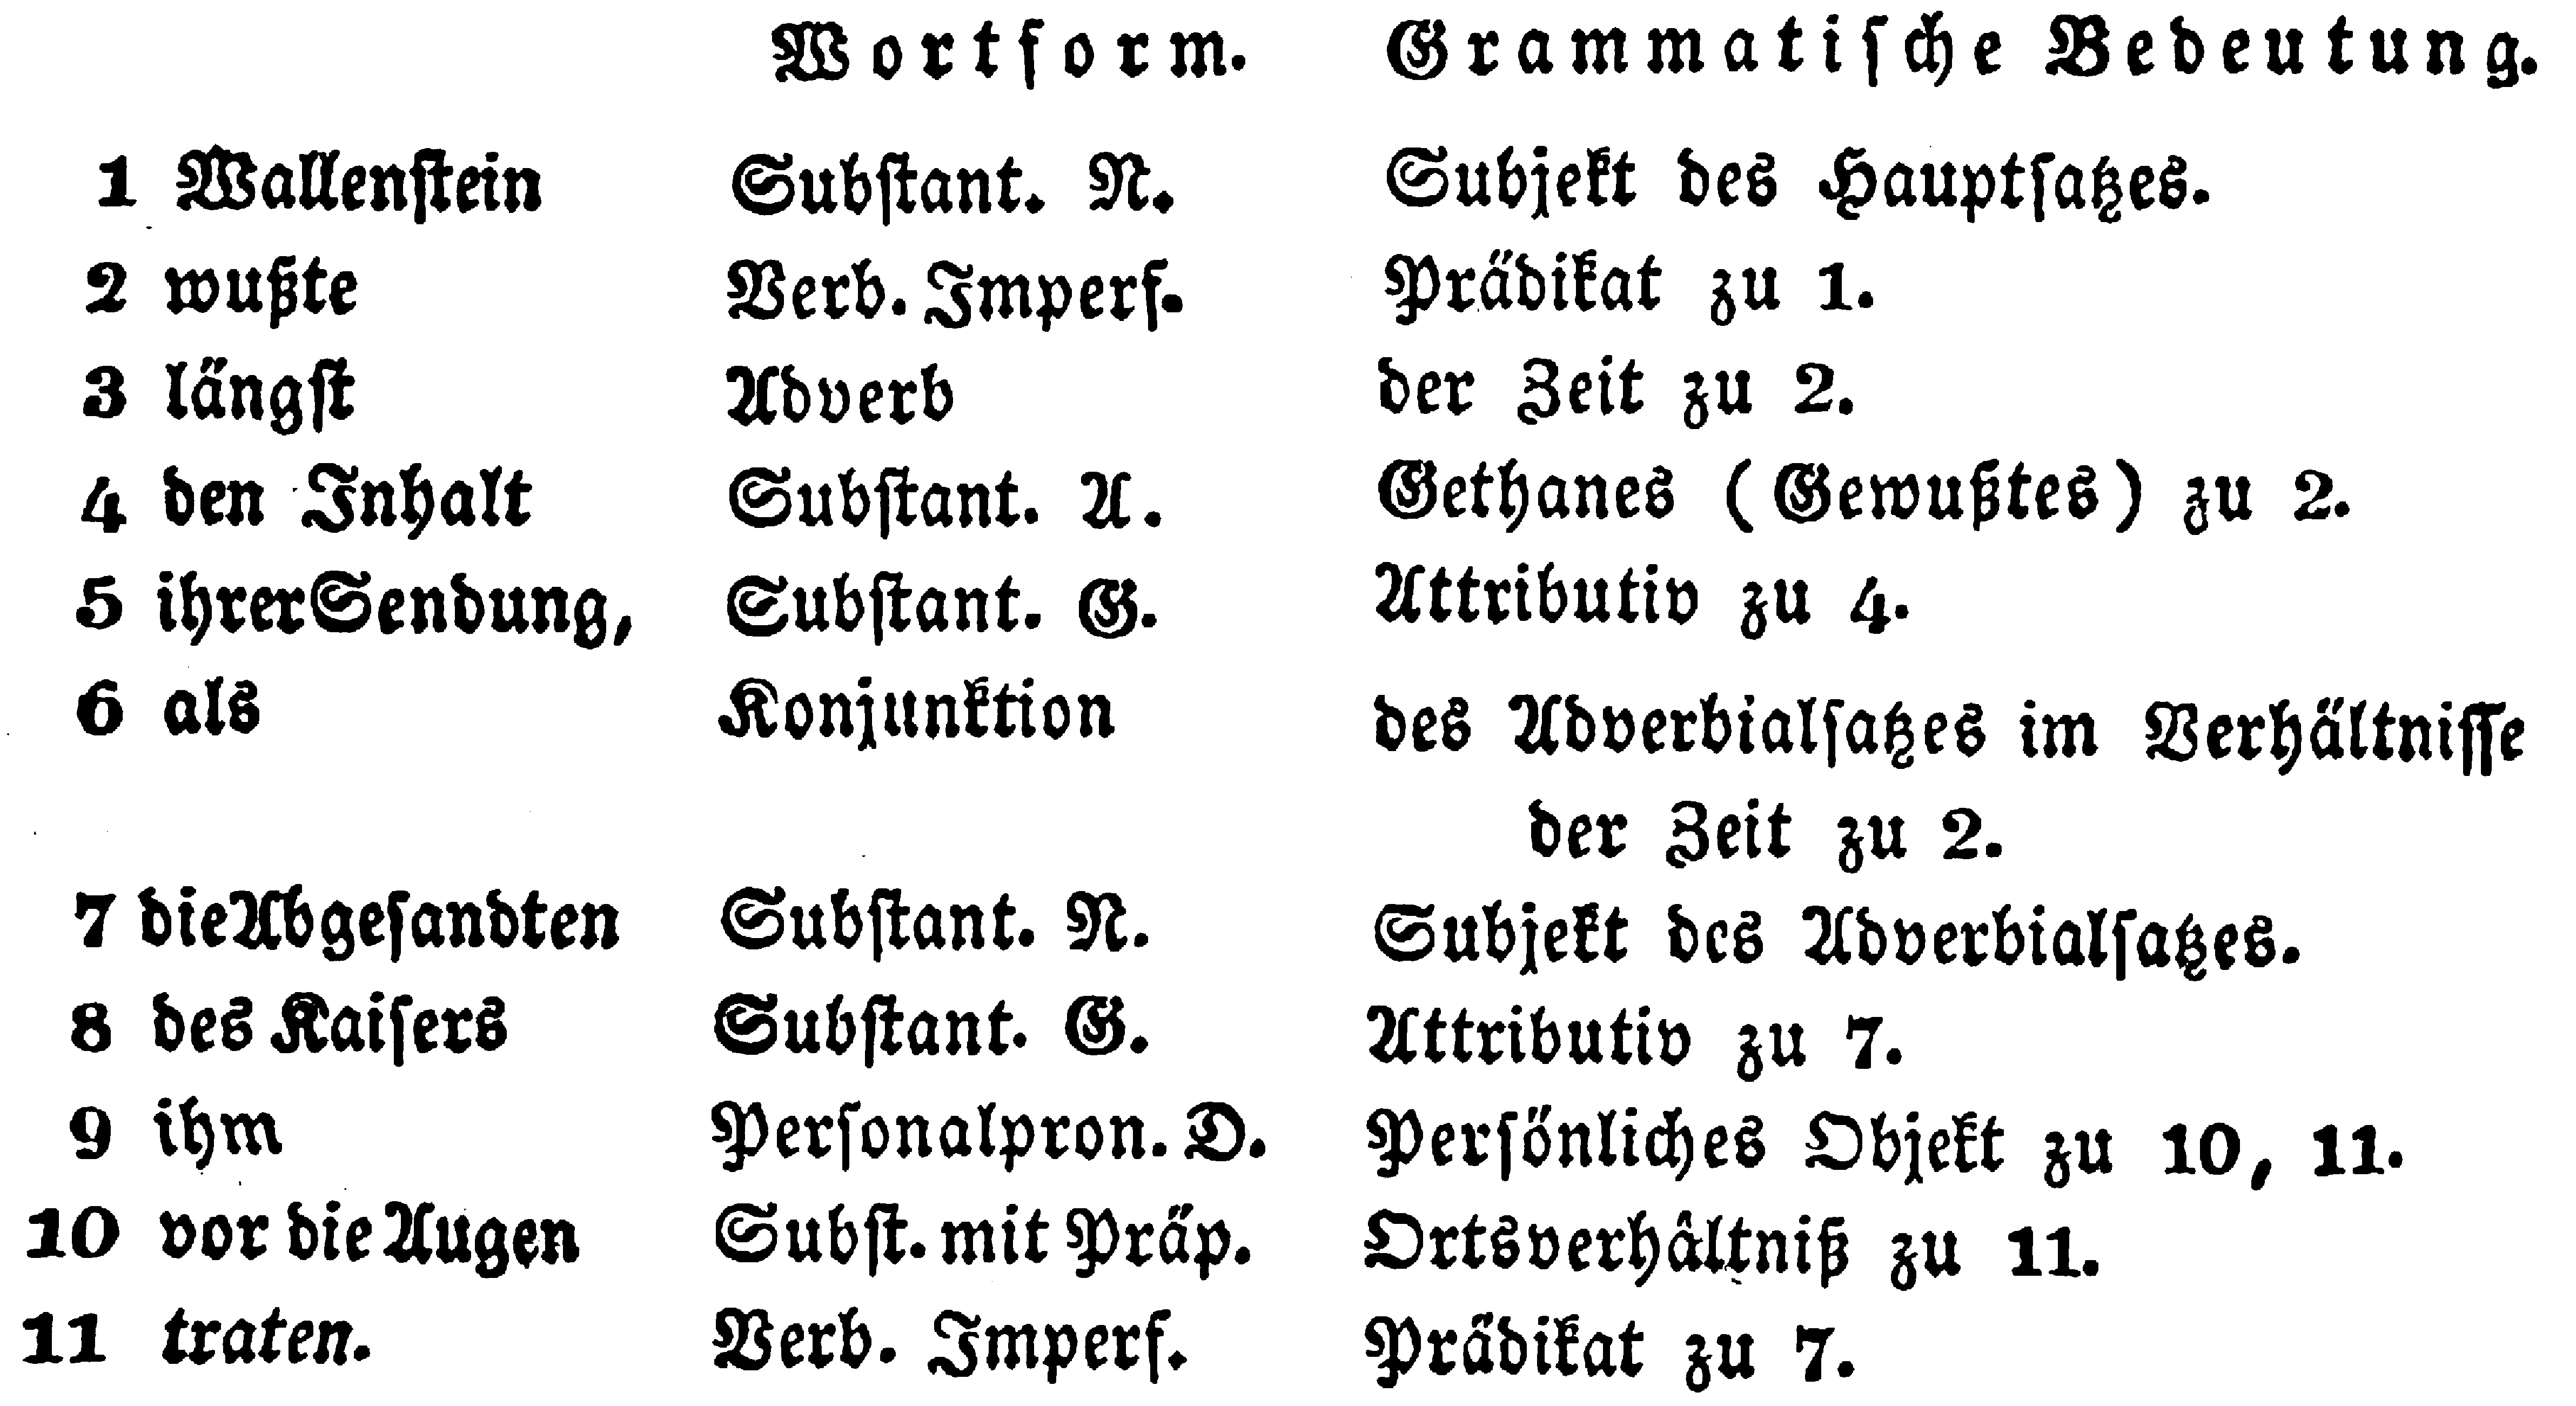 Wortform. Grammatiſche Bedeutung.
1 Wallenſtein Subſtant. N. Subjekt des Hauptſatzes.
2 wußte Verb. Imperf. Prädikat zu 1.
3 längſt Adverb der Zeit zu 2.
4 den Inhalt Subſtant. A. Gethanes (Gewußtes) zu 2.
5 ihrer Sendung, Subſtant. G. Attributiv zu 4.
6 als Konjunktion des Adverbialſatzes im Verhältniſſe
der Zeit zu 2.
7 die Abgeſandten Subſtant. N. Subjekt des Adverbialſatzes.
8 des Kaiſers Subſtant. G. Attributiv zu 7.
9 ihm Perſonalpron. D. Perſönliches Objekt zu 10, 11.
10 vor die Augen Subſt. mit Präp. Ortsverhältniß zu 11.
11 traten. Verb. Imperf. Prädikat zu 7.